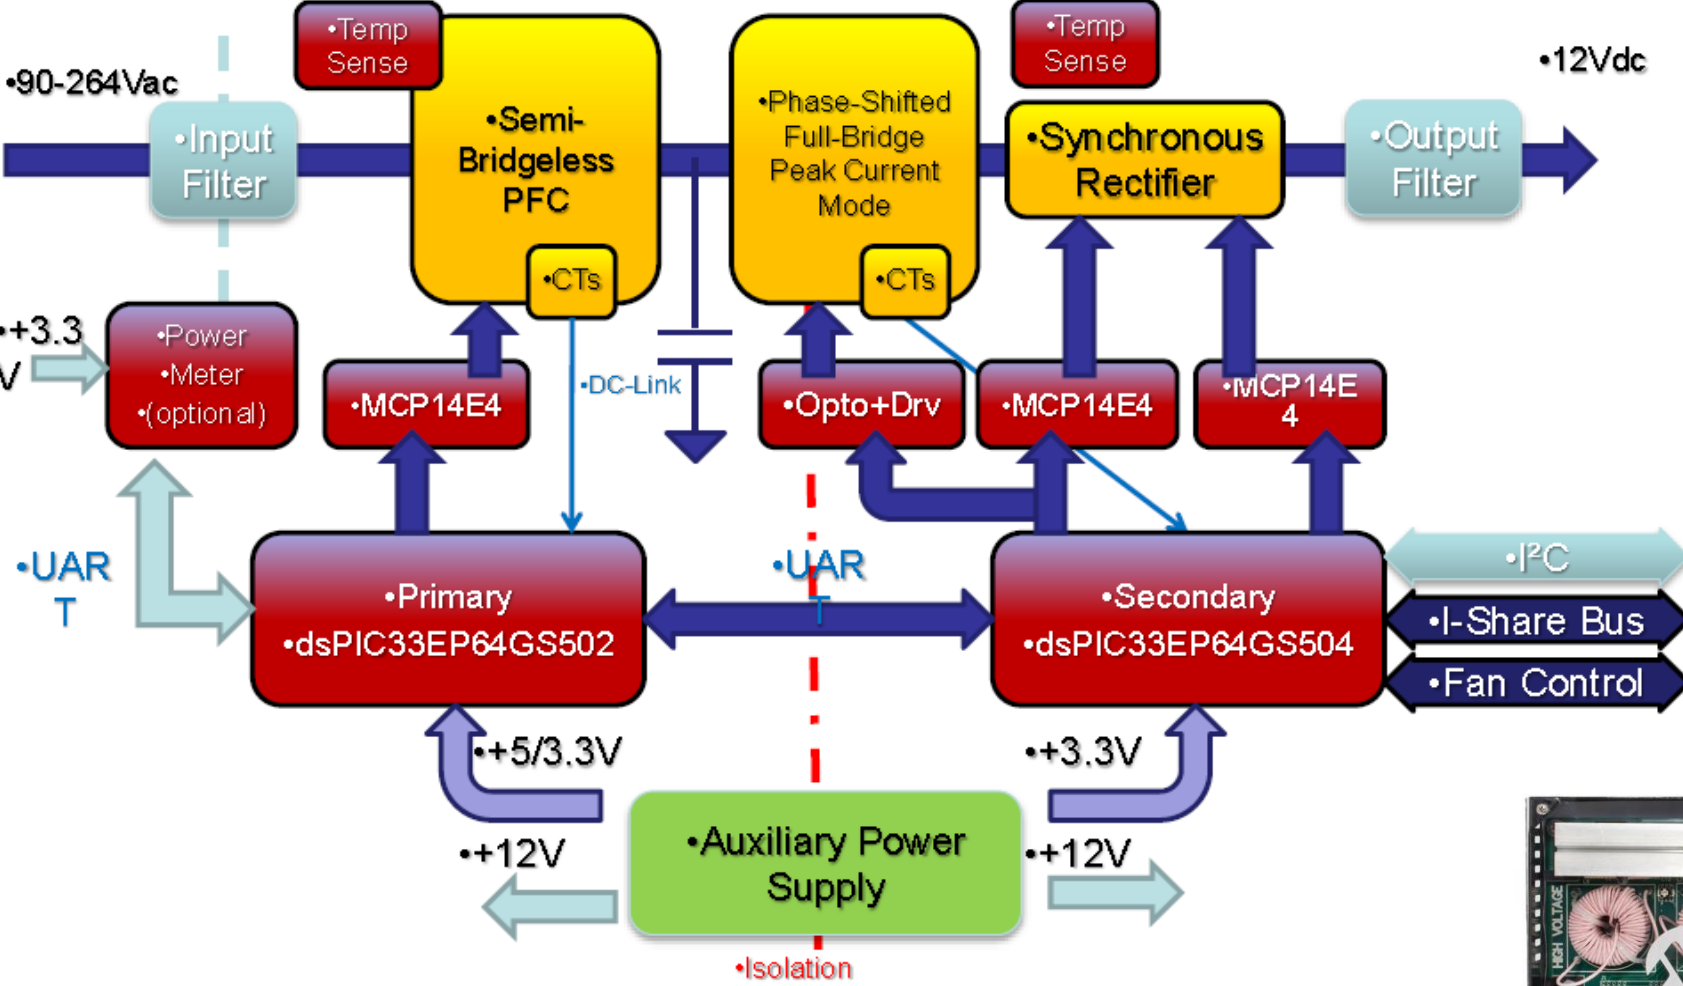 •Temp
Sense
•Temp
Sense
•90-264Vac
•12Vdc
•Input
Filter
•Semi-
Bridgeless
PFC
•Phase-Shifted
Full-Bridge
Peak Current
Mode
•Synchronous
Rectifier
•Output
Filter
•CTs
•CTs
•+3.3
V
•Power
•Meter
•(optional)
•MCP14E4
•DC-Link
•Opto+Drv
•MCP14E4
•MCP14E
4
•UAR
T
•Primary
•dsPIC33EP64GS502
•UAR
T
•Secondary
•dsPIC33EP64GS504
•I²C
•I-Share Bus
•Fan Control
•+5/3.3V
•+3.3V
•+12V
•Auxiliary Power
Supply
•+12V
•Isolation
HIGH VOLTAGE